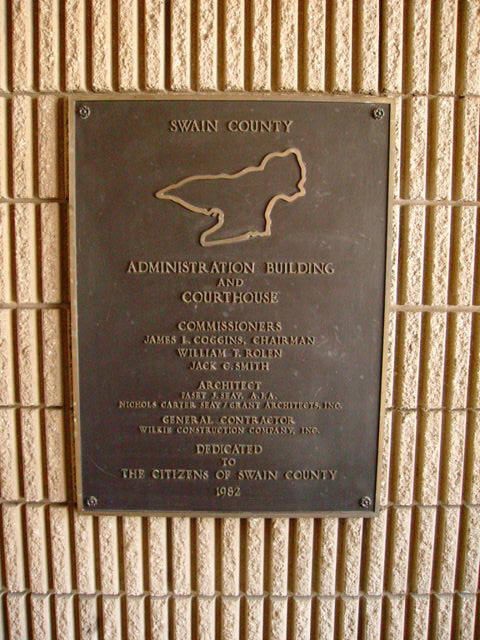 SWAIN COUNTY
ADMINISTRATION BUILDING
AND
COURTHOUSE
COMMISSIONERS
JAMES L. COGGINS, CHAIRMAN
WILLIAM T. ROLEN
JACK C. SMITH
ARCHITECT
J. SEAY, A.I.A.
NICHOLS CARTER SEAY / GRANT ARCHITECTS, INC.
GENERAL CONTRACTOR
WILKIE CONSTRUCTION COMPANY, INC.
DEDICATED
TO
THE CITIZENS OF SWAIN COUNTY
1982